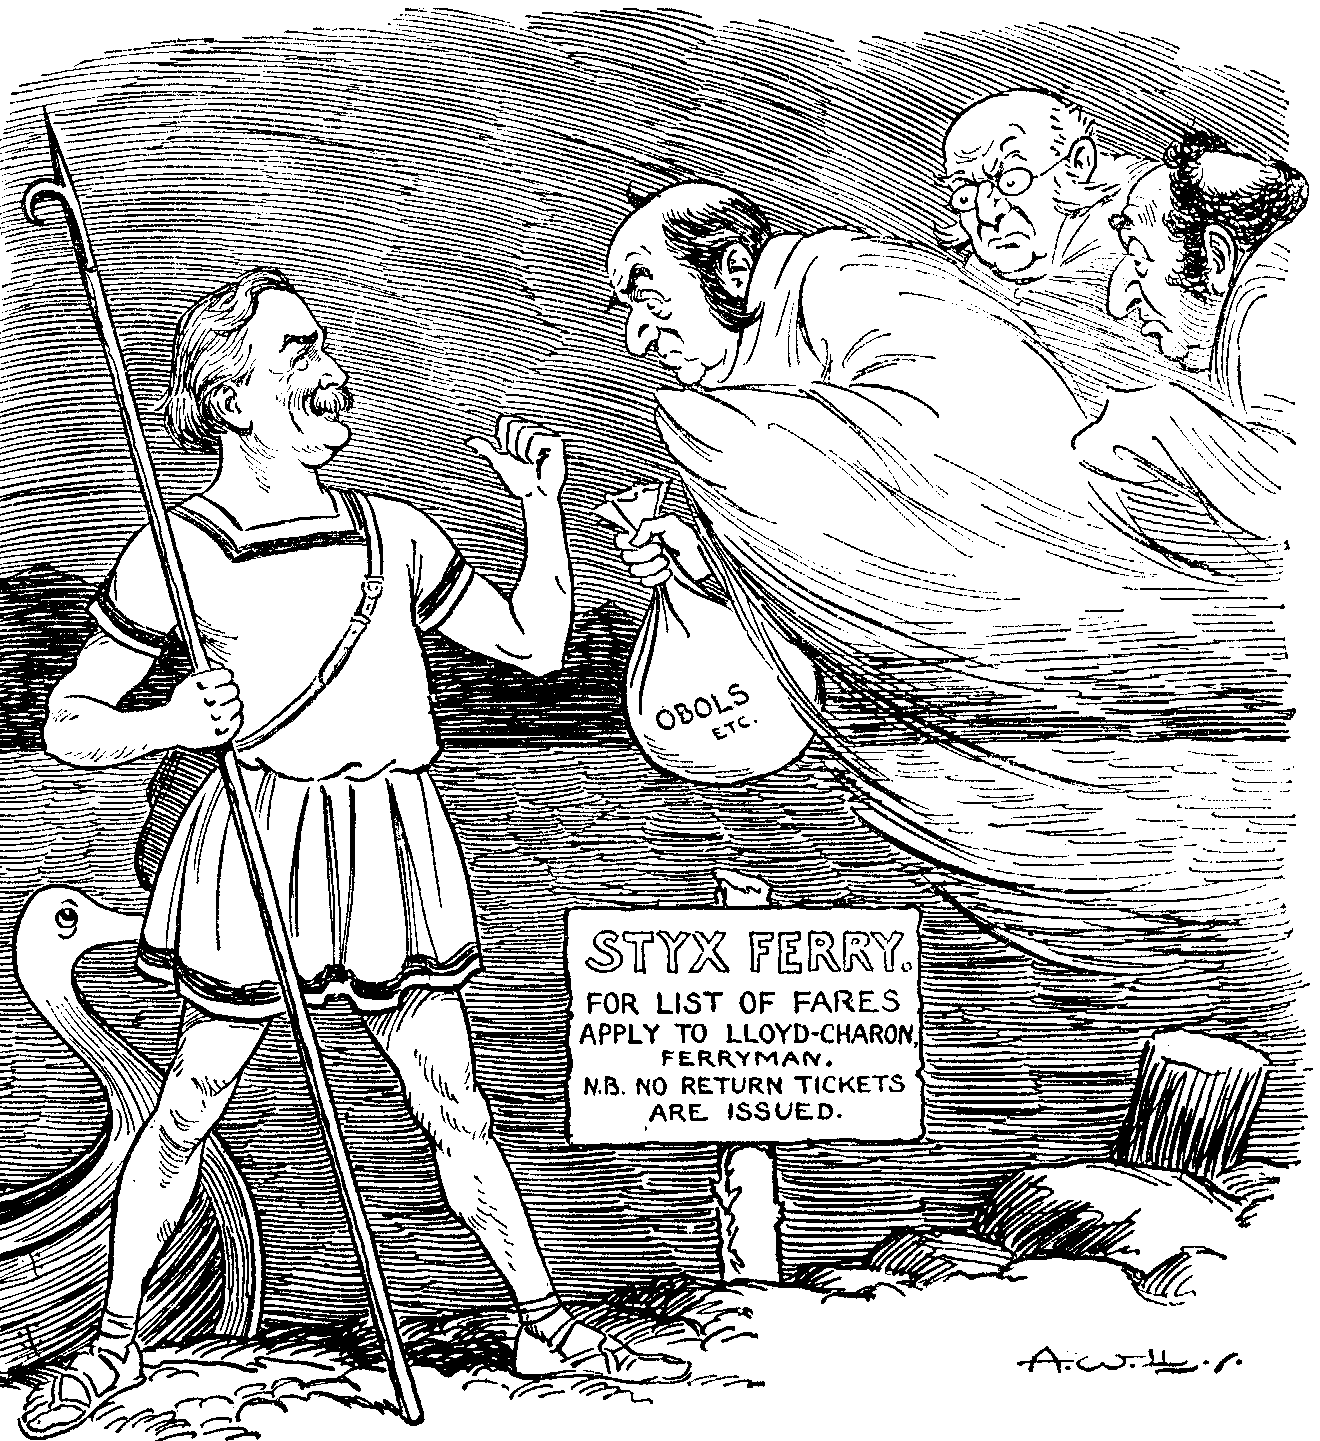 OBOLS
ETC.
STYX FERRY.
FOR LIST OF FARES
APPLY TO LLOYD-CHARON,
FERRYMAN.
N.B. NO RETURN TICKETS
ARE ISSUED.